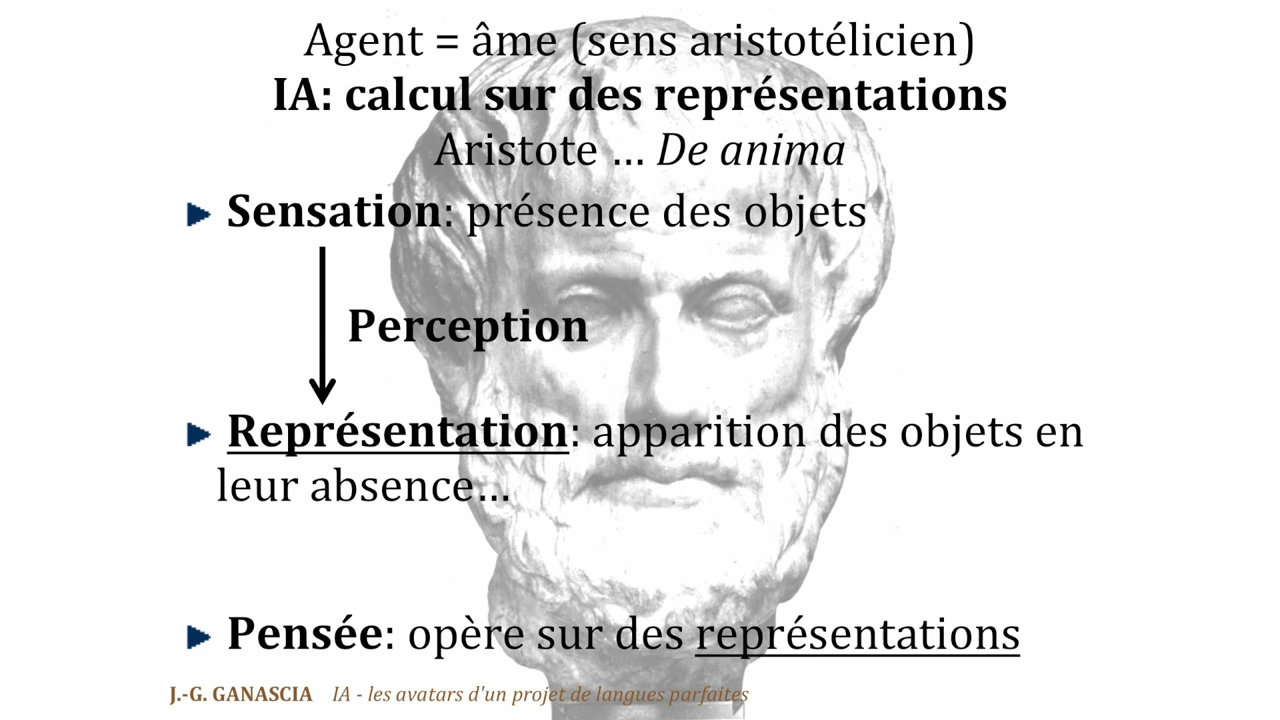 Agent = âme (sens aristotélicien)
IA: calcul sur des représentations
Aristote … De anima
Sensation: présence des objets
Perception
Représentation: apparition des objets en
leur absence…
Pensée: opère sur des représentations
J.-G. GANASCIA IA - les avatars d'un projet de langues parfaites